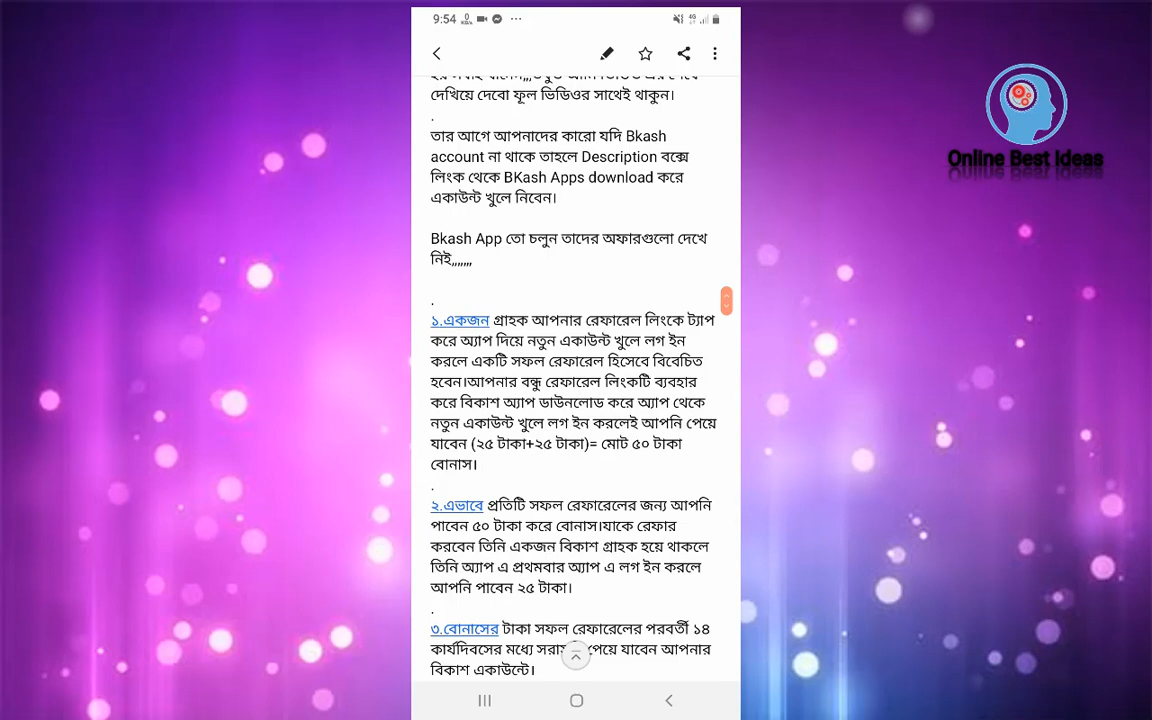 9:54
0
KB/s
4G
দেখিয়ে দেবো ফূল ভিডিওর সাথেই থাকুন।
.
তার আগে আপনাদের কারো যদি Bkash
account না থাকে তাহলে Description বক্সে
লিংক থেকে BKash Apps download করে
একাউন্ট খুলে নিবেন।
Bkash App তো চলুন তাদের অফারগুলো দেখে
নিই,,,,,,,
.
১.একজন গ্রাহক আপনার রেফারেল লিংকে ট্যাপ
করে অ্যাপ দিয়ে নতুন একাউন্ট খুলে লগ ইন
করলে একটি সফল রেফারেল হিসেবে বিবেচিত
হবেন।আপনার বন্ধু রেফারেল লিংকটি ব্যবহার
করে বিকাশ অ্যাপ ডাউনলোড করে অ্যাপ থেকে
নতুন একাউন্ট খুলে লগ ইন করলেই আপনি পেয়ে
যাবেন (২৫ টাকা+২৫ টাকা)= মোট ৫০ টাকা
বোনাস।
.
২.এভাবে প্রতিটি সফল রেফারেলের জন্য আপনি
পাবেন ৫০ টাকা করে বোনাস।যাকে রেফার
করবেন তিনি একজন বিকাশ গ্রাহক হয়ে থাকলে
তিনি অ্যাপ এ প্রথমবার অ্যাপ এ লগ ইন করলে
আপনি পাবেন ২৫ টাকা।
.
৩.বোনাসের টাকা সফল রেফারেলের পরবর্তী ১৪
কার্যদিবসের মধ্যে পেয়ে যাবেন আপনার
বিকাশ একাউন্টে।
Online Best Ideas